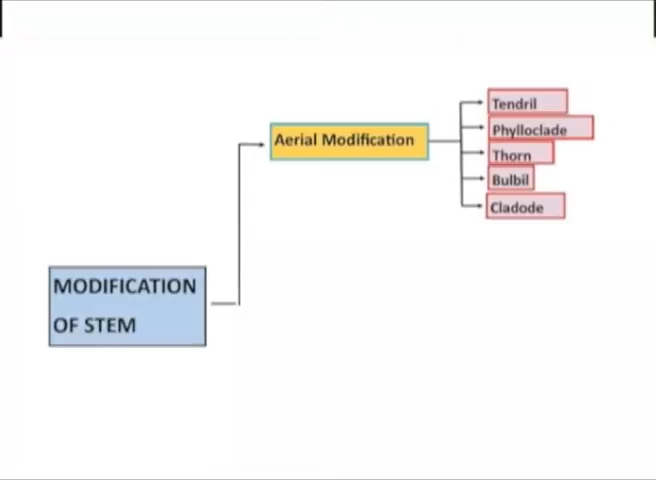 Tendril
Phylloclade
Aerial Modification
Thorn
Bulbil
Cladode
MODIFICATION
OF STEM